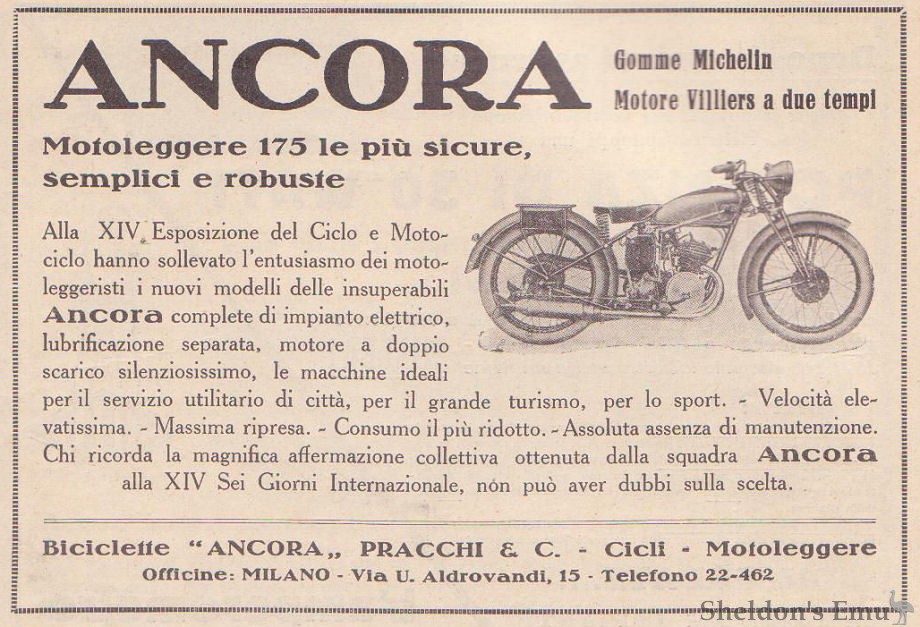 ANCORA
Gomme Michelin
Motore Villiers a due tempi
Motoleggere 175 le più sicure,
semplici e robuste
Alla XIV Esposizione del Ciclo e Moto-
ciclo hanno sollevato l'entusiasmo dei moto-
leggeristi i nuovi modelli delle insuperabili
Ancora complete di impianto elettrico,
lubrificazione separata, motore a doppio
scarico silenziosissimo, le macchine ideali
per il servizio utilitario di città, per il grande turismo, per lo sport. - Velocità ele-
vatissima. - Massima ripresa. - Consumo il più ridotto. - Assoluta assenza di manutenzione.
Chi ricorda la magnifica affermazione collettiva ottenuta dalla squadra Ancora
alla XIV Sei Giorni Internazionale, nón può aver dubbi sulla scelta.
Biciclette “ANCORA„ PRACCHI & C. - Cicli - Motoleggere
Officine: MILANO - Via U. Aldrovandi, 15 - Telefono 22-462
Sheldon's Emu